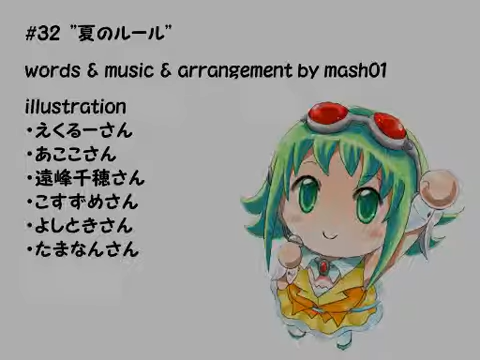 #32 ”夏のルール”
words & music & arrangement by mash01
illustration
・えくるーさん
・あここさん
・遠峰千穂さん
・こすずめさん
・よしときさん
・たまなんさん